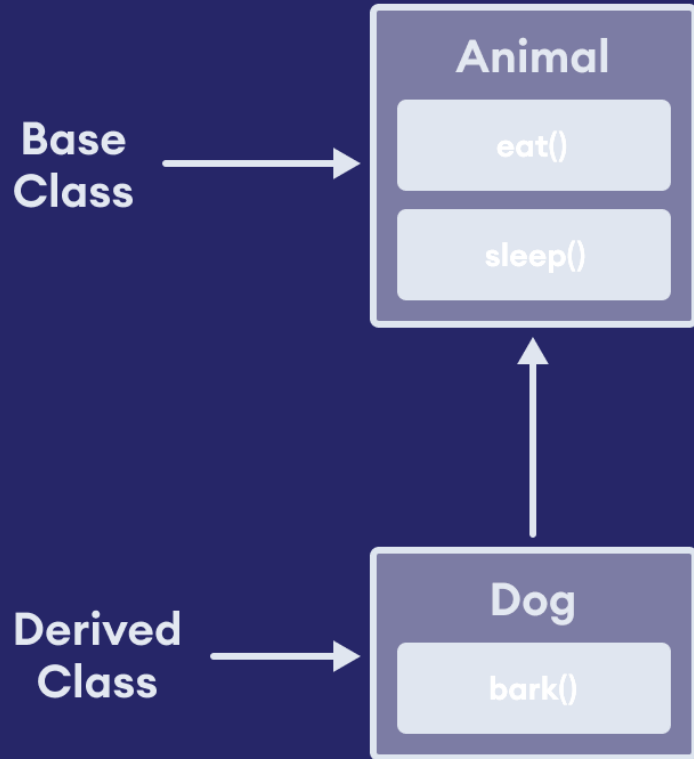 Animal
Base
Class
eat()
sleep()
Dog
Derived
Class
bark()